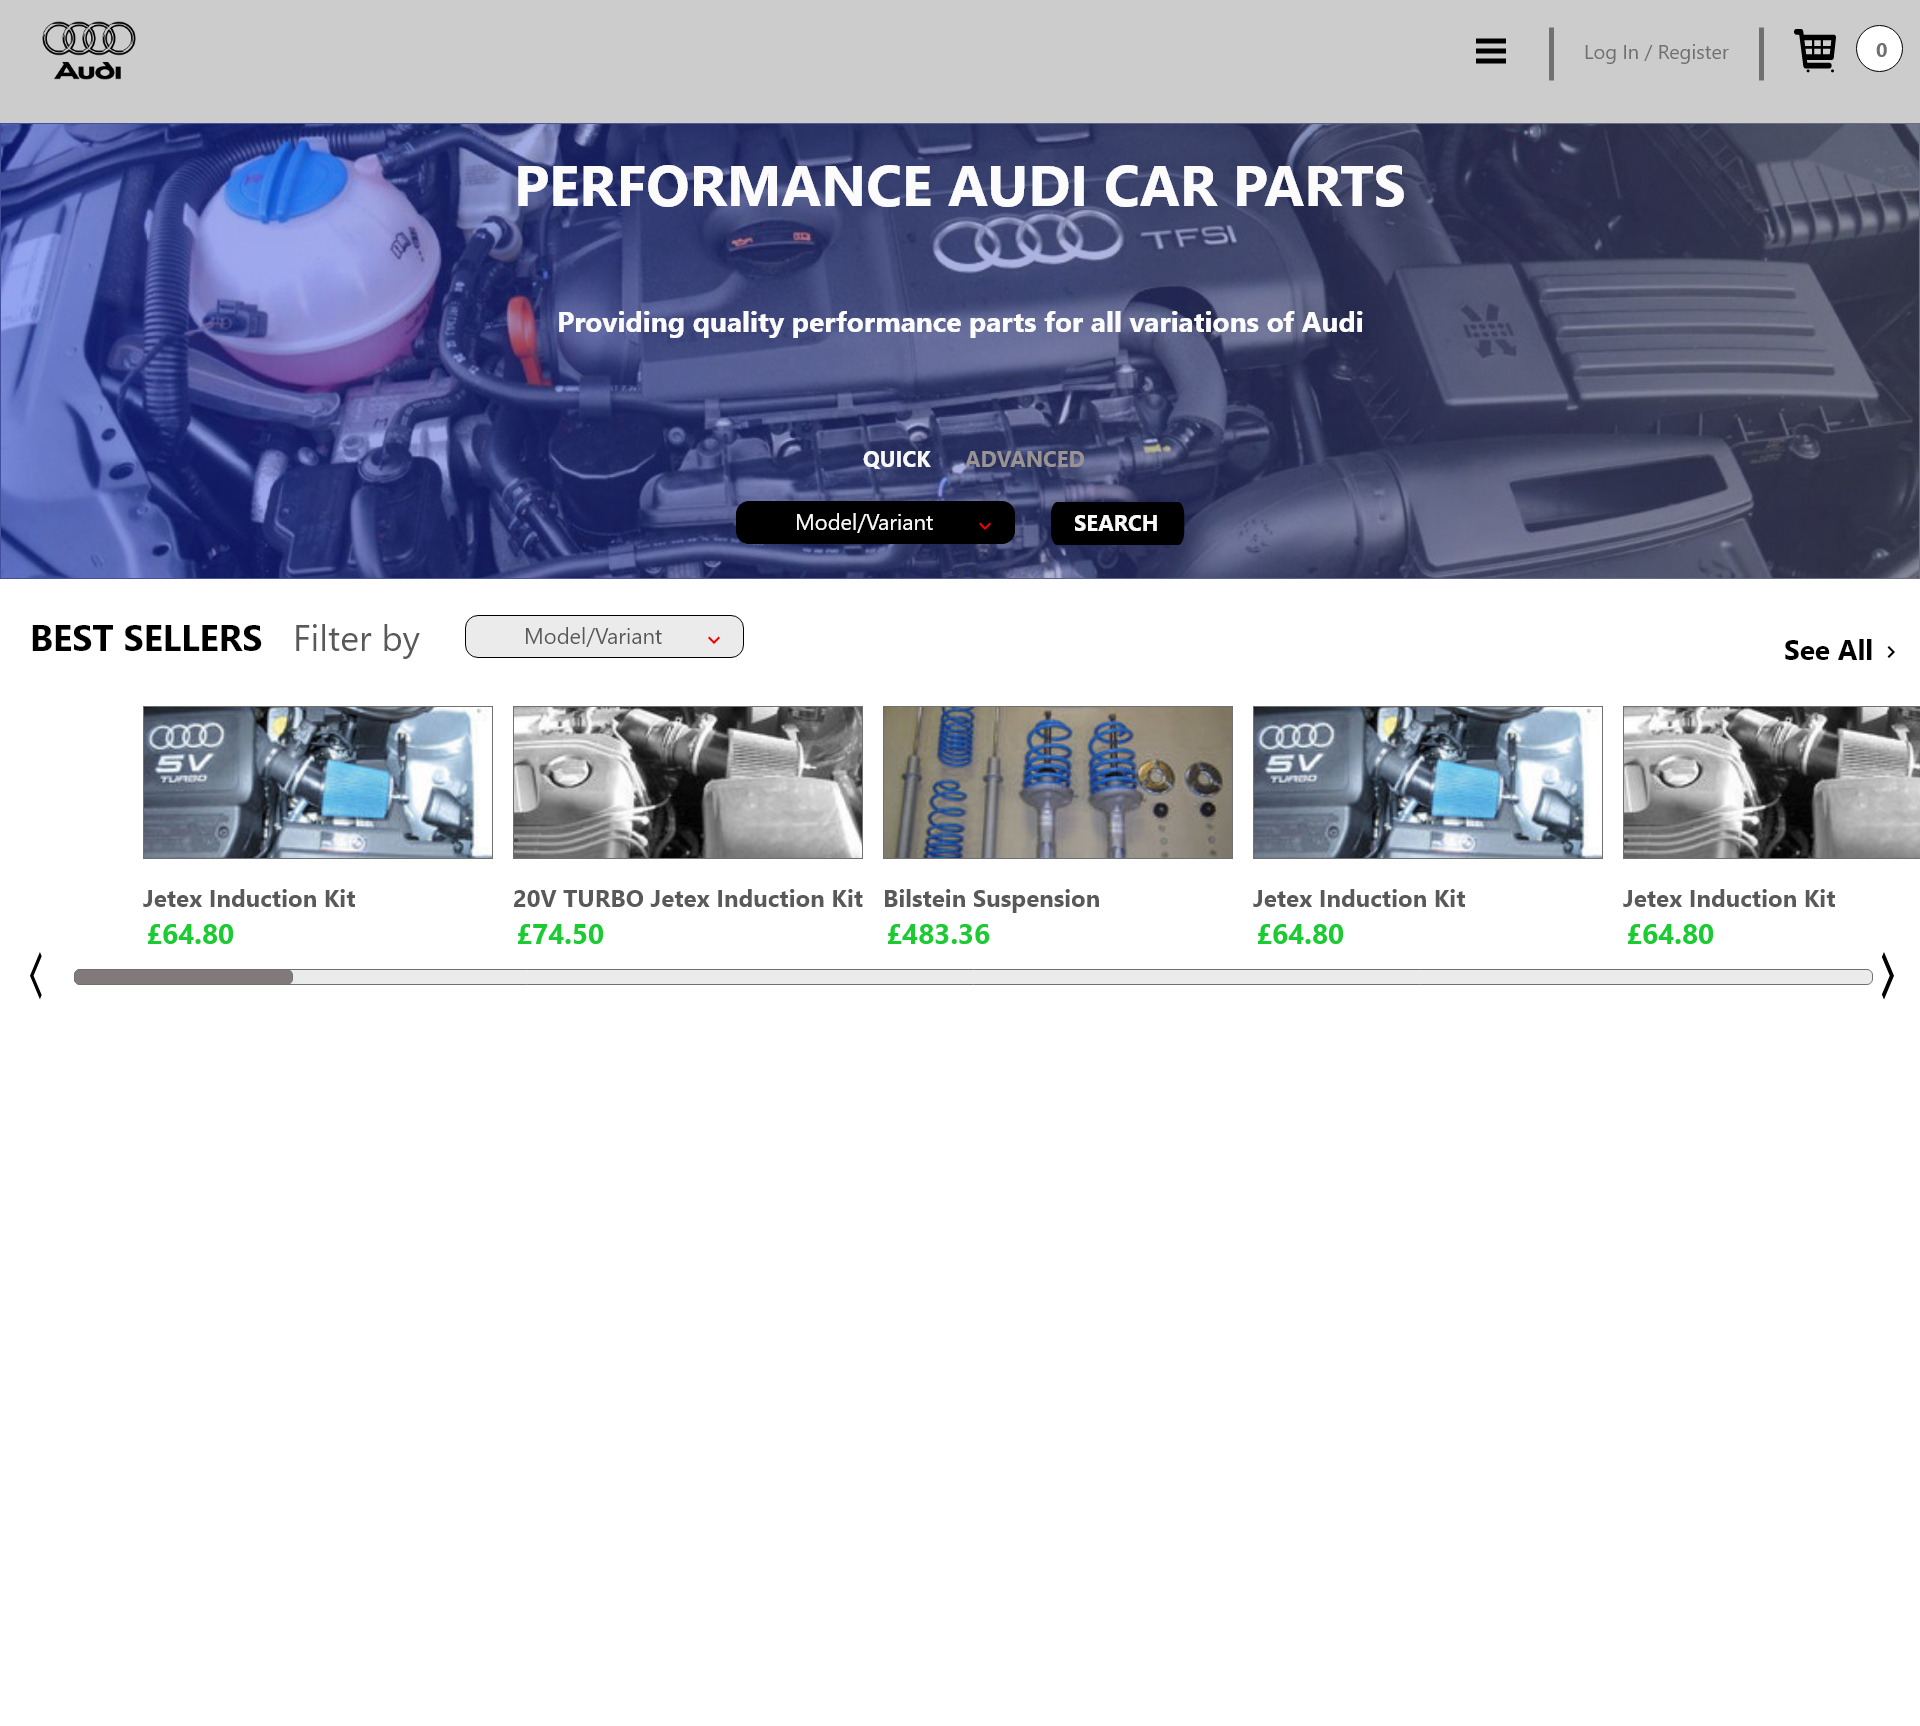 Audi
Log In / Register
0
PERFORMANCE AUDI CAR PARTS
TFSI
Providing quality performance parts for all variations of Audi
QUICK ADVANCED
Model/Variant
SEARCH
BEST SELLERS Filter by Model/Variant
See All
5V
TURBO
5V
TURBO
Jetex Induction Kit
£64.80
20V TURBO Jetex Induction Kit
£74.50
Bilstein Suspension
£483.36
Jetex Induction Kit
£64.80
Jetex Induction Kit
£64.80